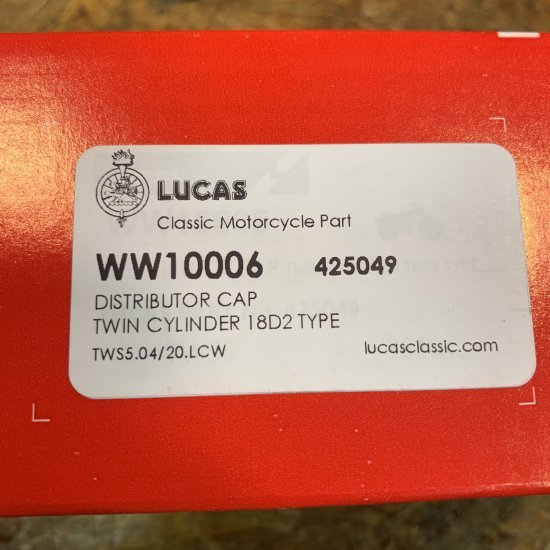 LUCAS
Classic Motorcycle Part
WW10006 425049
DISTRIBUTOR CAP
TWIN CYLINDER 18D2 TYPE
TWS5.04/20.LCW lucasclassic.com